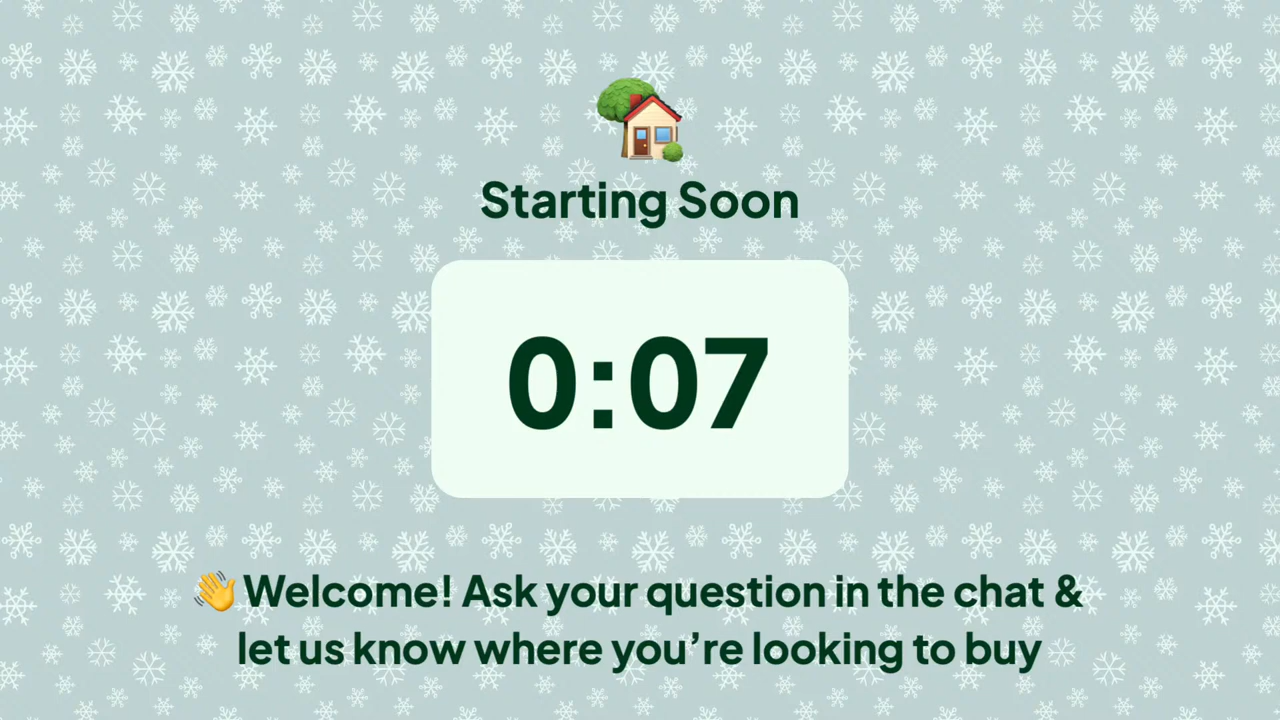 Starting Soon
0:07
👋 Welcome! Ask your question in the chat &
let us know where you’re looking to buy